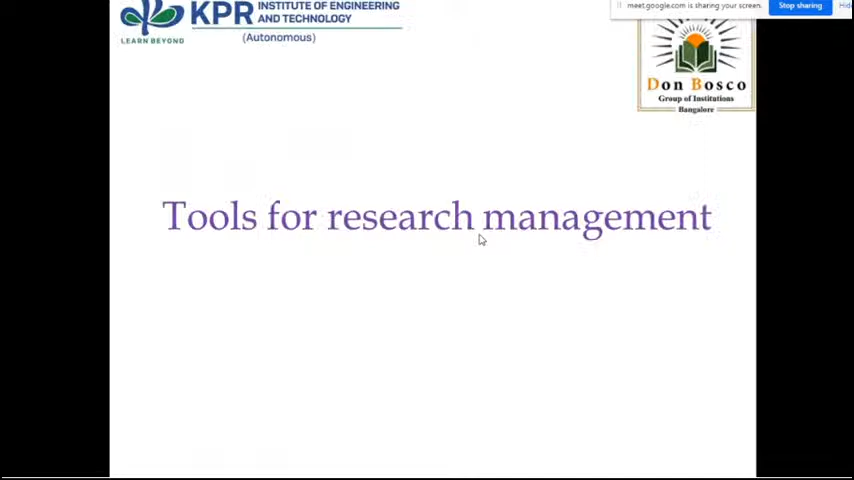 KPR INSTITUTE OF ENGINEERING
AND TECHNOLOGY
LEARN BEYOND
(Autonomous)
meet.google.com is sharing your screen.
Stop sharing
Don Bosco
Group of Institutions
Bangalore
Tools for research management